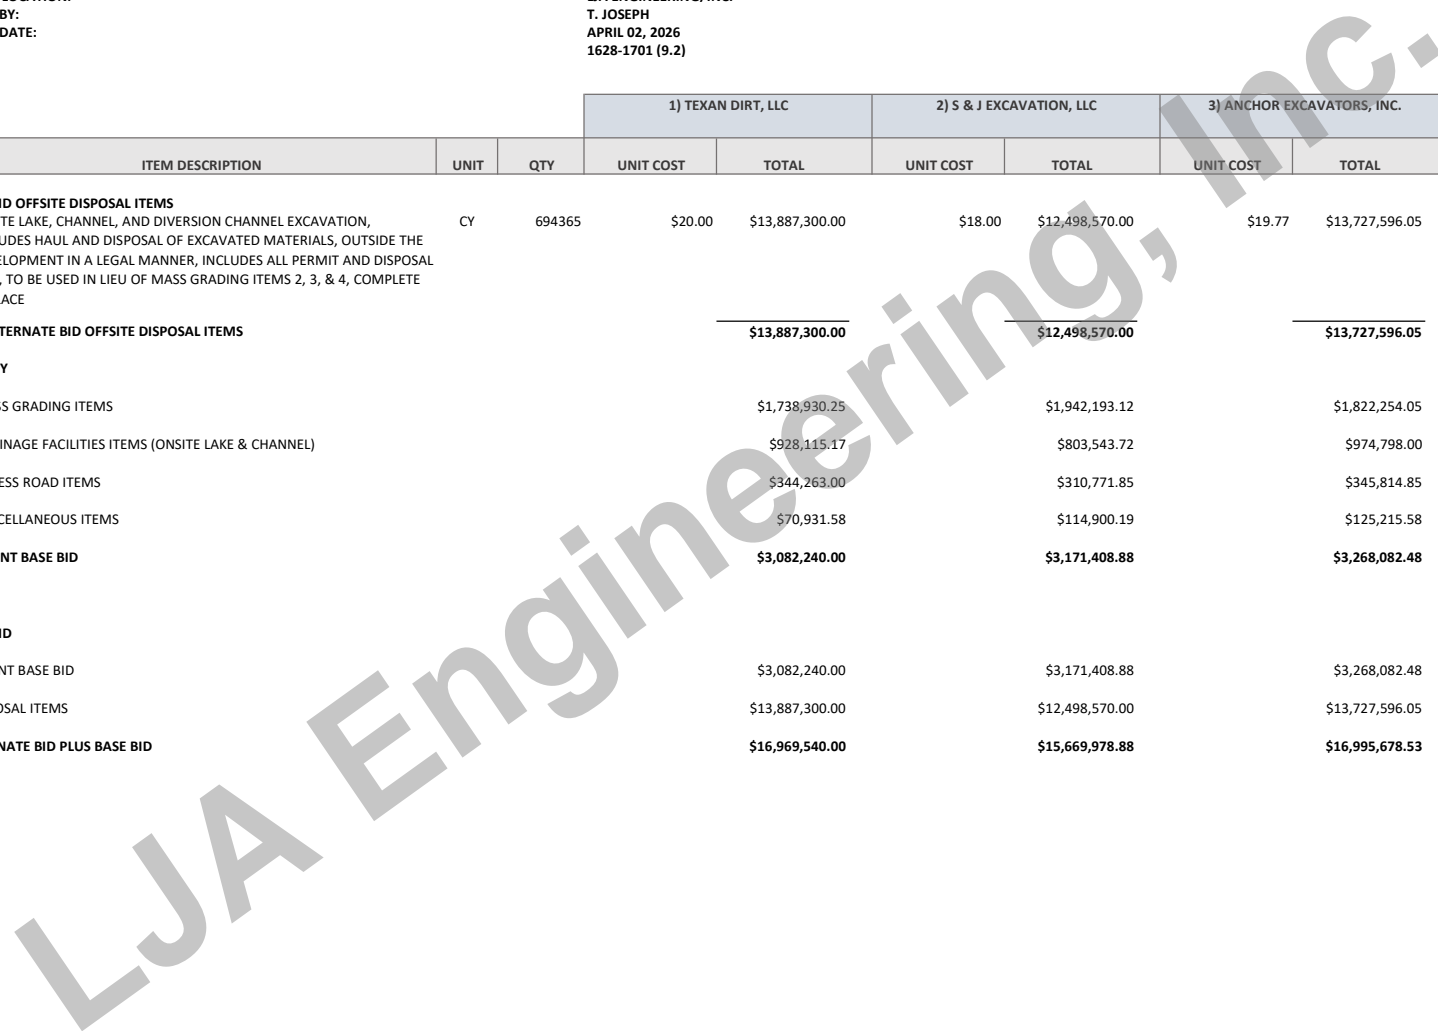 BY: T. JOSEPH
DATE: APRIL 02, 2026
1628-1701 (9.2)
1) TEXAN DIRT, LLC 2) S & J EXCAVATION, LLC 3) ANCHOR EXCAVATORS, INC.
ITEM DESCRIPTION UNIT QTY UNIT COST TOTAL UNIT COST TOTAL UNIT COST TOTAL
ID OFFSITE DISPOSAL ITEMS
TE LAKE, CHANNEL, AND DIVERSION CHANNEL EXCAVATION, CY 694365 $20.00 $13,887,300.00 $18.00 $12,498,570.00 $19.77 $13,727,596.05
UDES HAUL AND DISPOSAL OF EXCAVATED MATERIALS, OUTSIDE THE
ELOPMENT IN A LEGAL MANNER, INCLUDES ALL PERMIT AND DISPOSAL
, TO BE USED IN LIEU OF MASS GRADING ITEMS 2, 3, & 4, COMPLETE
ACE
TERNATE BID OFFSITE DISPOSAL ITEMS $13,887,300.00 $12,498,570.00 $13,727,596.05
Y
S GRADING ITEMS $1,738,930.25 $1,942,193.12 $1,822,254.05
INAGE FACILITIES ITEMS (ONSITE LAKE & CHANNEL) $928,115.17 $803,543.72 $974,798.00
ESS ROAD ITEMS $344,263.00 $310,771.85 $345,814.85
CELLANEOUS ITEMS $70,931.58 $114,900.19 $125,215.58
NT BASE BID $3,082,240.00 $3,171,408.88 $3,268,082.48
ID
NT BASE BID $3,082,240.00 $3,171,408.88 $3,268,082.48
OSAL ITEMS $13,887,300.00 $12,498,570.00 $13,727,596.05
NATE BID PLUS BASE BID $16,969,540.00 $15,669,978.88 $16,995,678.53
LJA Engineering, Inc.